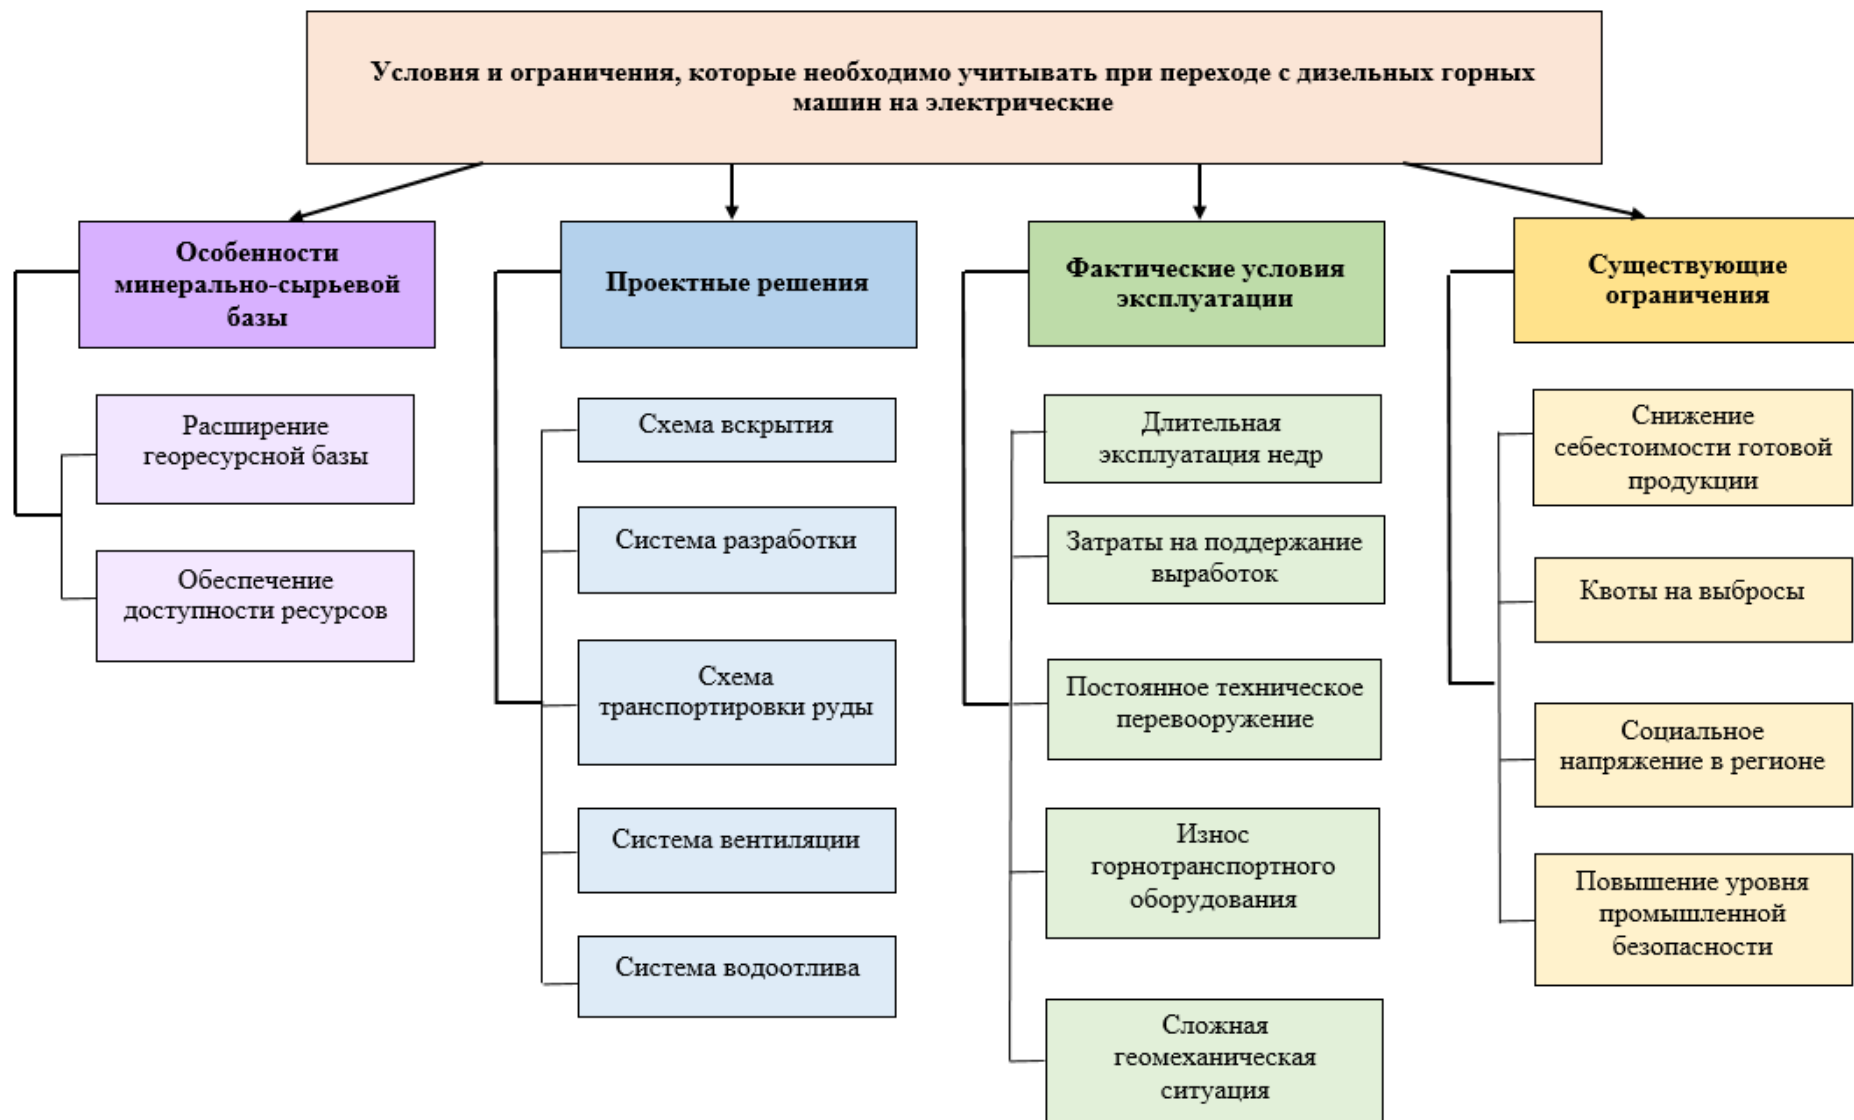 Условия и ограничения, которые необходимо учитывать при переходе с дизельных горных
машин на электрические
Особенности
минерально-сырьевой
базы
Расширение
георесурсной базы
Обеспечение
доступности ресурсов
Проектные решения
Схема вскрытия
Система разработки
Схема
транспортировки руды
Система вентиляции
Система водоотлива
Фактические условия
эксплуатации
Длительная
эксплуатация недр
Затраты на поддержание
выработок
Постоянное техническое
перевооружение
Износ
горнотранспортного
оборудования
Сложная
геомеханическая
ситуация
Существующие
ограничения
Снижение
себестоимости готовой
продукции
Квоты на выбросы
Социальное
напряжение в регионе
Повышение уровня
промышленной
безопасности